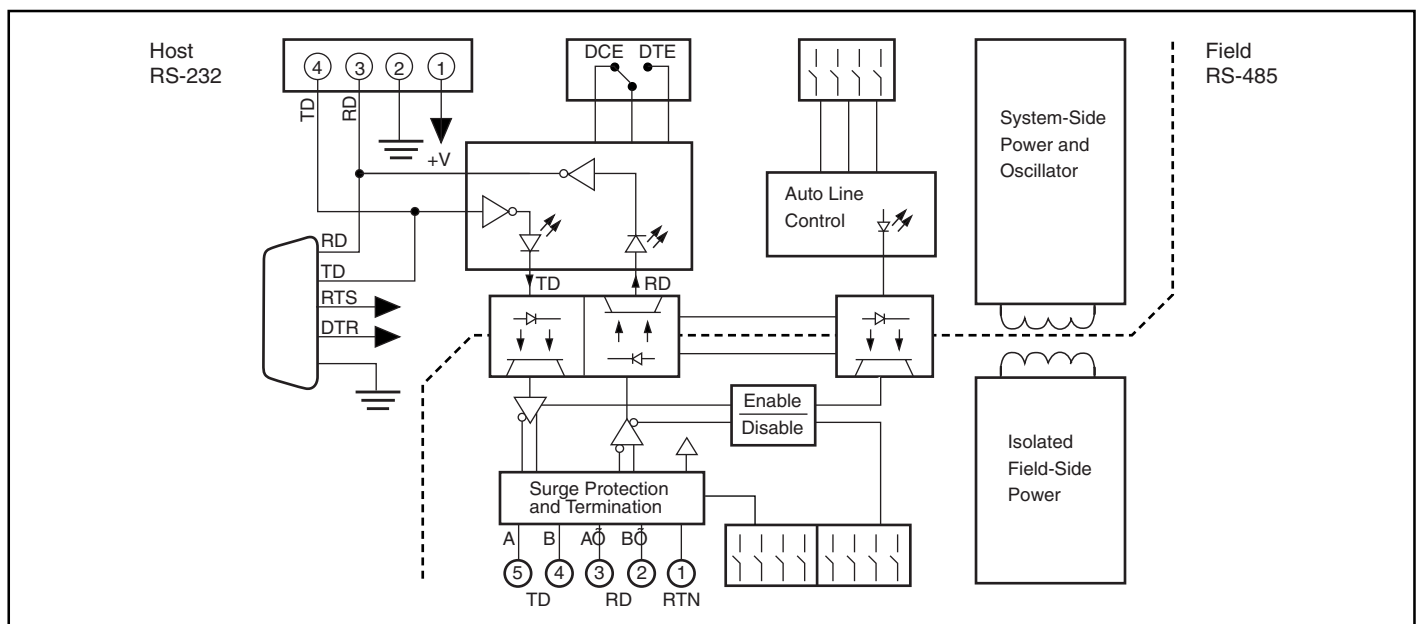 Host
RS-232
4 3 2 1
TD
RD
+V
DCE DTE
Field
RS-485
System-Side
Power and
Oscillator
Auto Line
Control
RD
TD
RTS
DTR
TD RD
Enable
Disable
Isolated
Field-Side
Power
Surge Protection
and Termination
A B AÕ BÕ
5 4 3 2 1
TD RD RTN